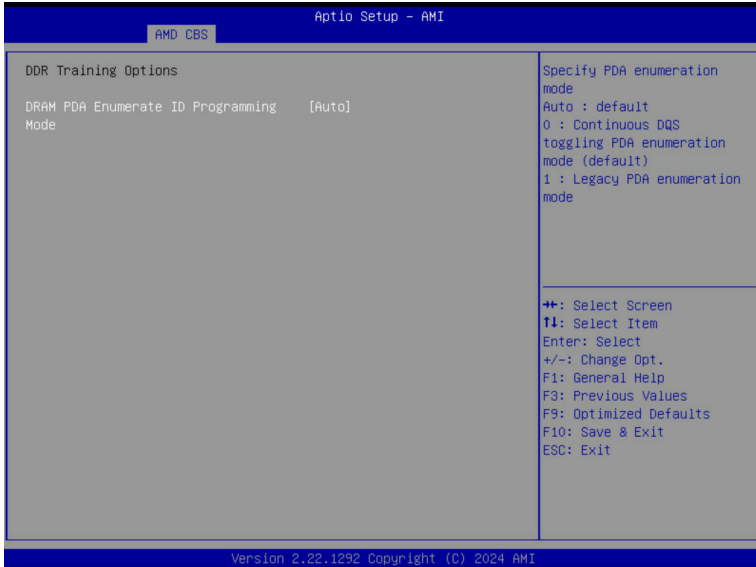 Aptio Setup – AMI
AMD CBS
DDR Training Options
DRAM PDA Enumerate ID Programming [Auto]
Mode
Specify PDA enumeration
mode
Auto : default
0 : Continuous DQS
toggling PDA enumeration
mode (default)
1 : Legacy PDA enumeration
mode
→←: Select Screen
↑↓: Select Item
Enter: Select
+/-: Change Opt.
F1: General Help
F3: Previous Values
F9: Optimized Defaults
F10: Save & Exit
ESC: Exit
Version 2.22.1292 Copyright (C) 2024 AMI